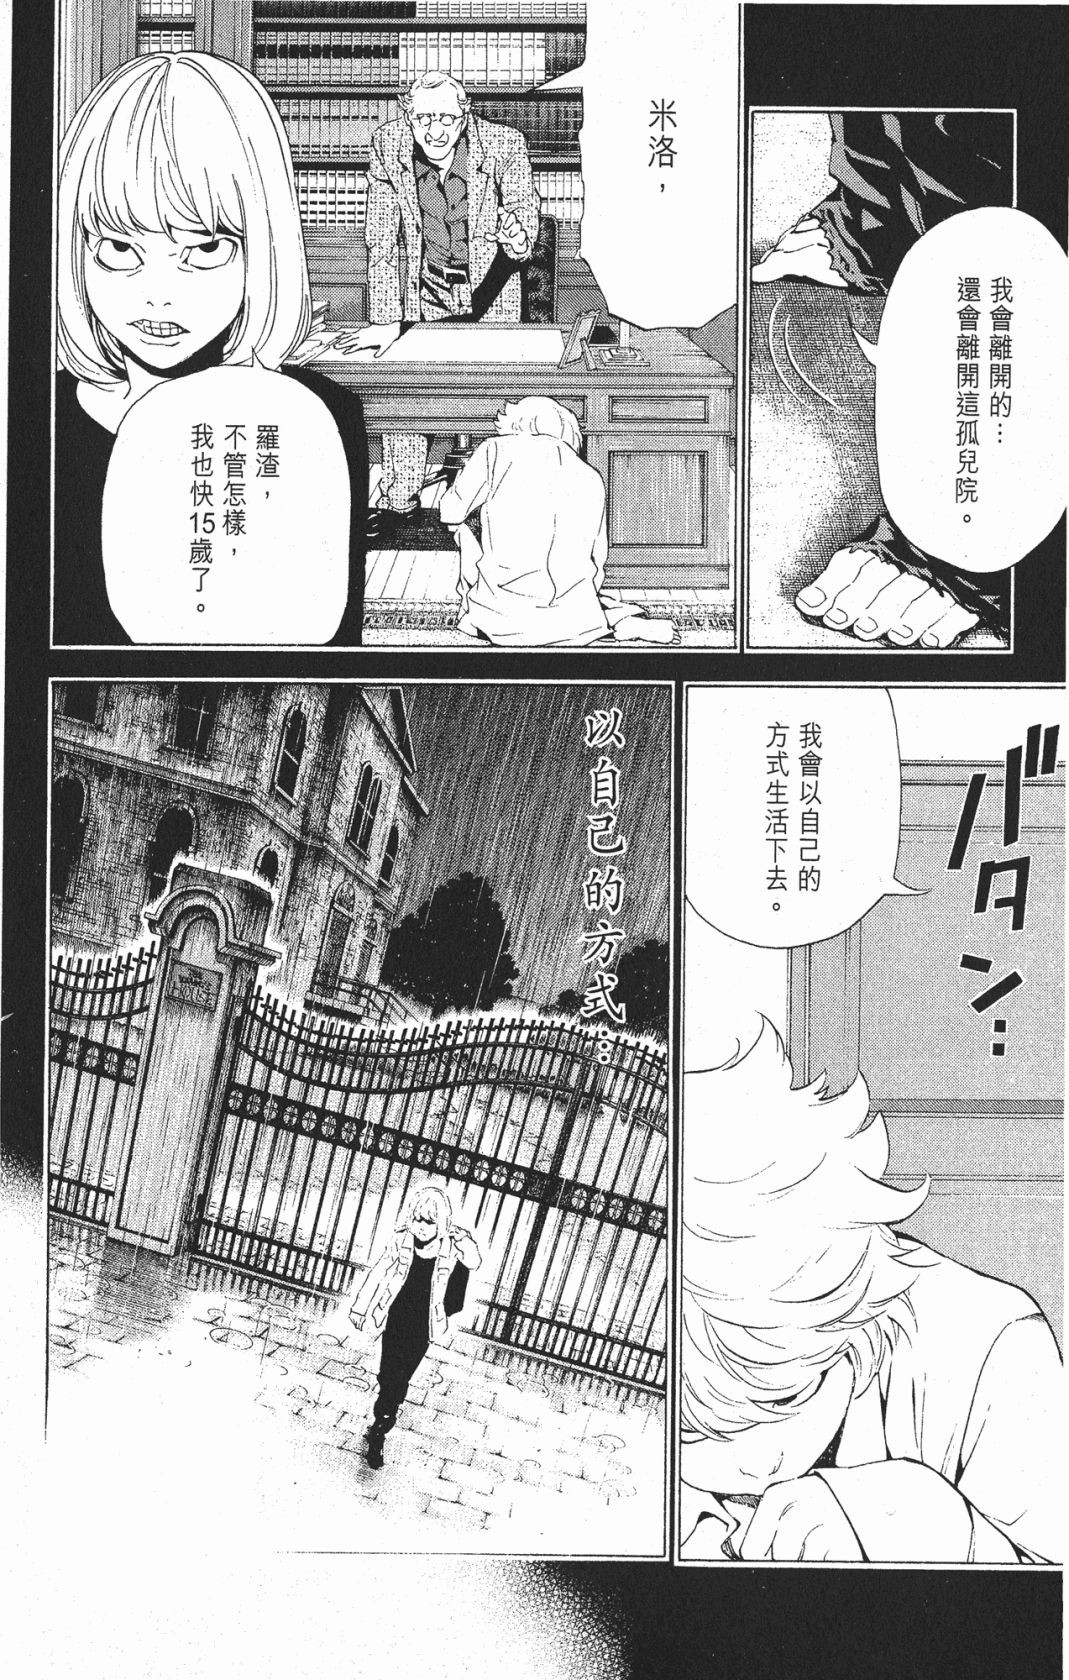 我會離開的…
還會離開這孤兒院。
米洛，
羅渣，
不管怎樣，
我也快15歲了。
バタン…
我會以自己的
方式生活下去。
以自己的方式…
HOUSE